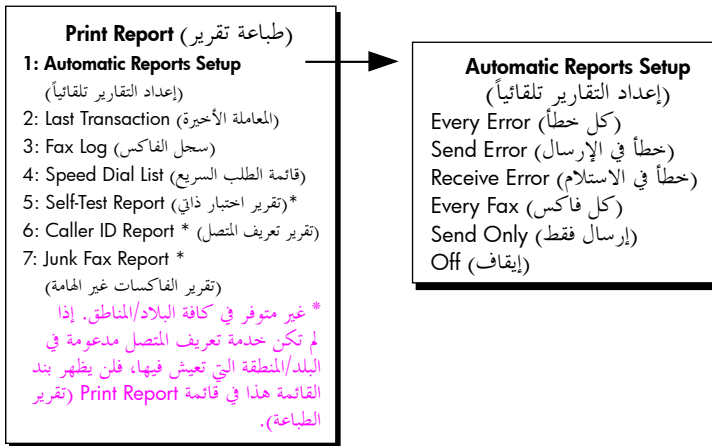 Print Report (طباعة تقرير)
1: Automatic Reports Setup
(إعداد التقارير تلقائياً)
2: Last Transaction (المعاملة الأخيرة)
3: Fax Log (سجل الفاكس)
4: Speed Dial List (قائمة الطلب السريع)
5: Self-Test Report (تقرير اختبار ذاتي)*
6: Caller ID Report * (تقرير تعريف المتصل)
7: Junk Fax Report *
(تقرير الفاكسات غير الهامة)
* غير متوفر في كافة البلاد/المناطق. إذا
لم تكن خدمة تعريف المتصل مدعومة في
البلد/المنطقة التي تعيش فيها، فلن يظهر بند
القائمة هذا في قائمة Print Report (تقرير
الطباعة).
Automatic Reports Setup
(إعداد التقارير تلقائياً)
Every Error (كل خطأ)
Send Error (خطأ في الإرسال)
Receive Error (خطأ في الاستلام)
Every Fax (كل فاكس)
Send Only (إرسال فقط)
Off (إيقاف)